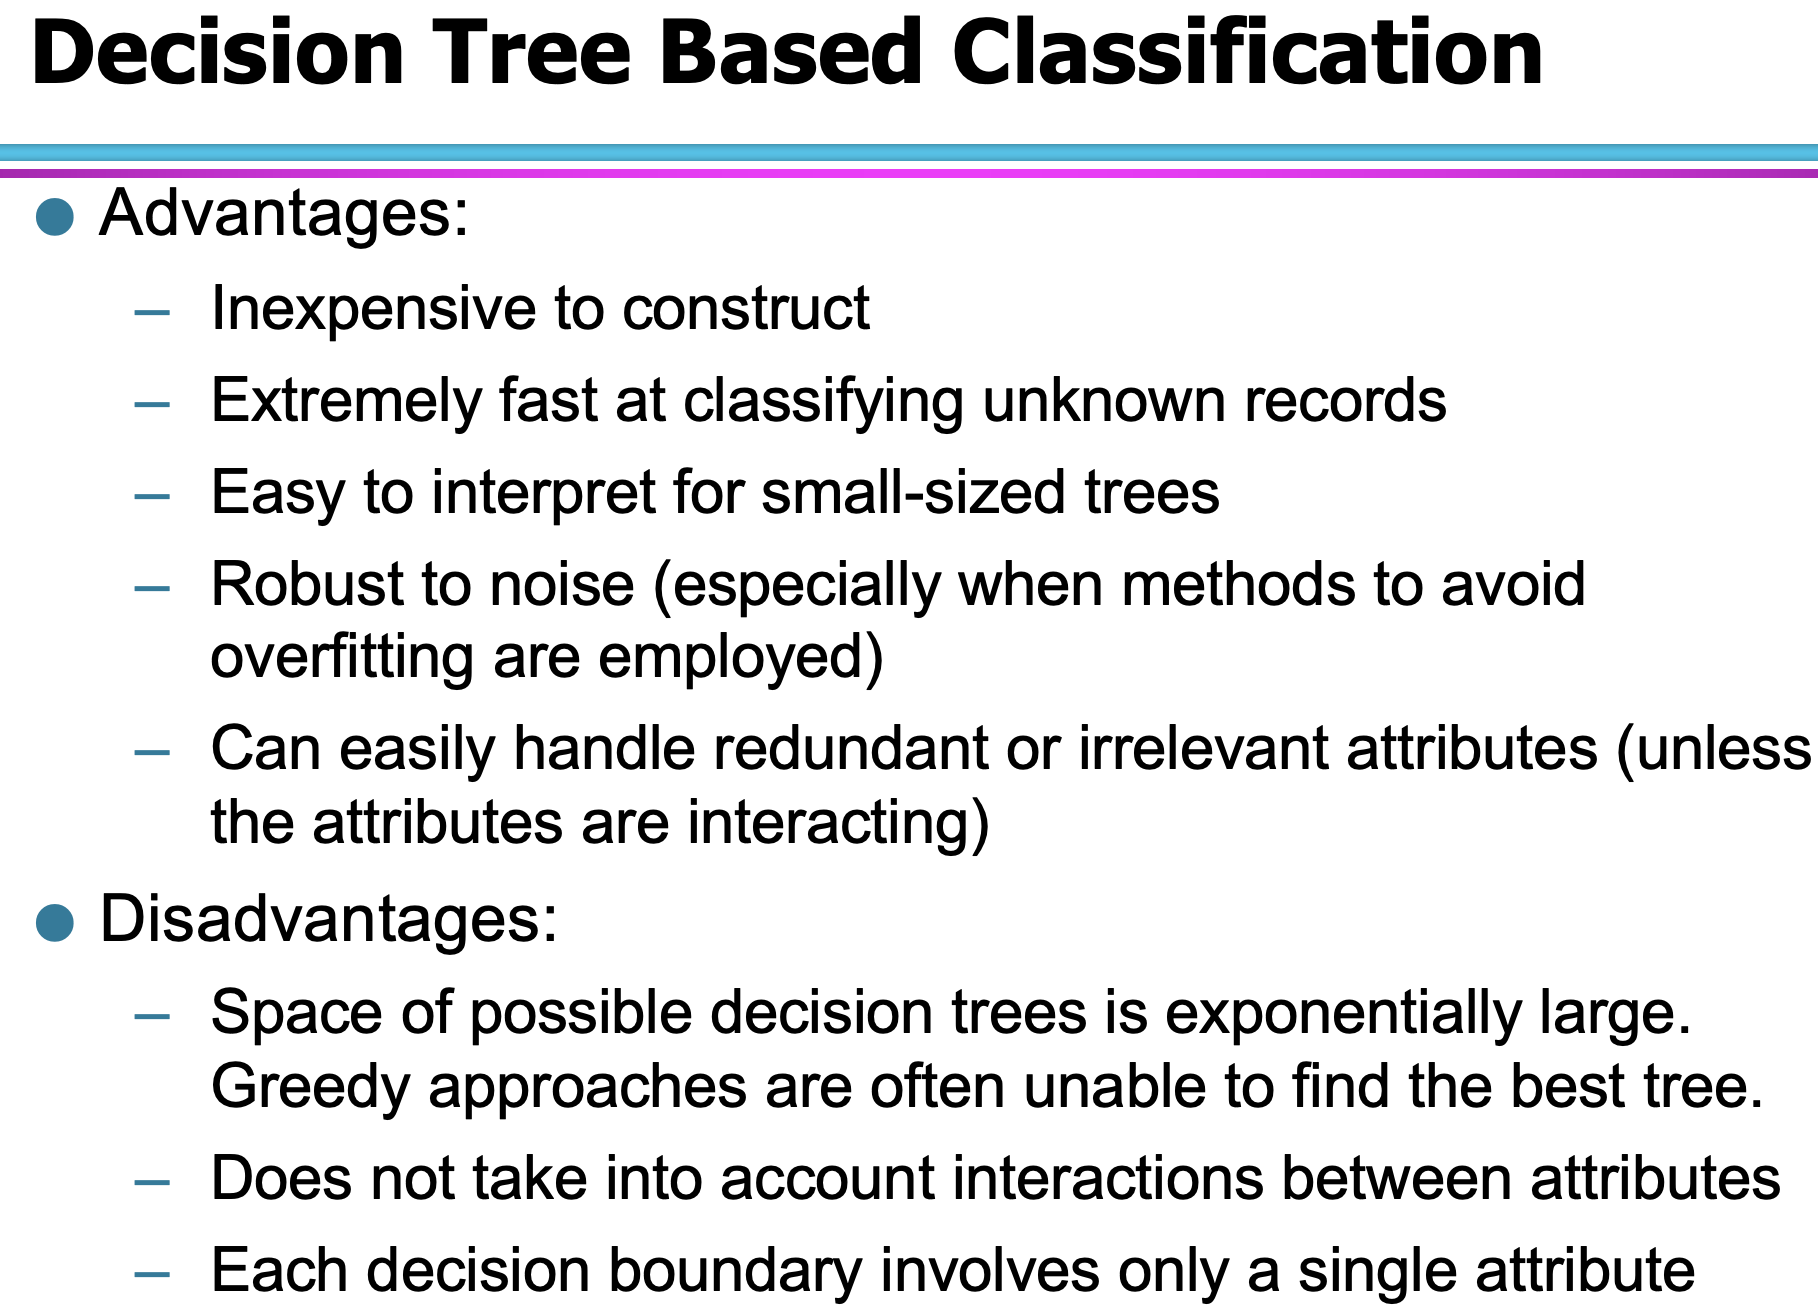 Decision Tree Based Classification
● Advantages:
– Inexpensive to construct
– Extremely fast at classifying unknown records
– Easy to interpret for small-sized trees
– Robust to noise (especially when methods to avoid
overfitting are employed)
– Can easily handle redundant or irrelevant attributes (unless
the attributes are interacting)
● Disadvantages:
– Space of possible decision trees is exponentially large.
Greedy approaches are often unable to find the best tree.
– Does not take into account interactions between attributes
– Each decision boundary involves only a single attribute